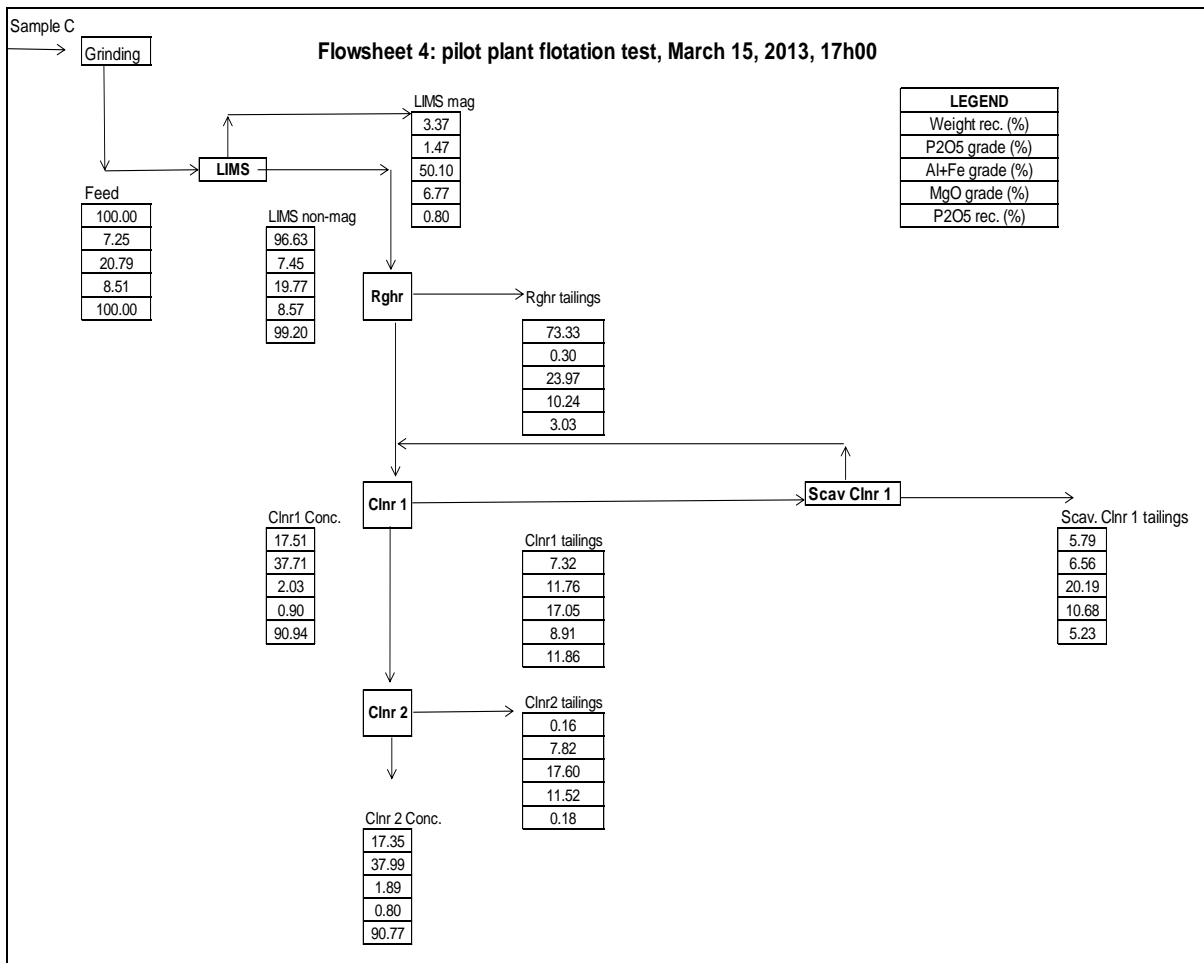 Sample C
Grinding
Flowsheet 4: pilot plant flotation test, March 15, 2013, 17h00
LEGEND
Weight rec. (%)
P2O5 grade (%)
Al+Fe grade (%)
MgO grade (%)
P2O5 rec. (%)
LIMS mag
3.37
1.47
50.10
6.77
0.80
LIMS
Feed
100.00
7.25
20.79
8.51
100.00
LIMS non-mag
96.63
7.45
19.77
8.57
99.20
Rghr
Rghr tailings
73.33
0.30
23.97
10.24
3.03
Clnr 1
Scav Clnr 1
Clnr1 Conc.
17.51
37.71
2.03
0.90
90.94
Clnr1 tailings
7.32
11.76
17.05
8.91
11.86
Scav. Clnr 1 tailings
5.79
6.56
20.19
10.68
5.23
Clnr 2
Clnr2 tailings
0.16
7.82
17.60
11.52
0.18
Clnr 2 Conc.
17.35
37.99
1.89
0.80
90.77